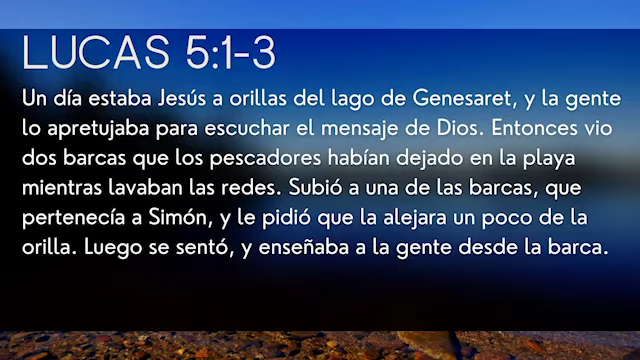 LUCAS 5:1-3
Un día estaba Jesús a orillas del lago de Genesaret, y la gente
lo apretujaba para escuchar el mensaje de Dios. Entonces vio
dos barcas que los pescadores habían dejado en la playa
mientras lavaban las redes. Subió a una de las barcas, que
pertenecía a Simón, y le pidió que la alejara un poco de la
orilla. Luego se sentó, y enseñaba a la gente desde la barca.